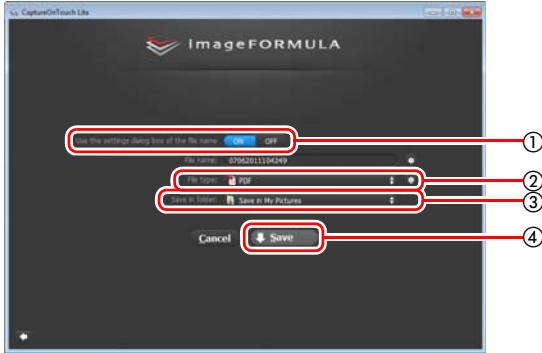 CaptureOnTouch Lite
imageFORMULA
Use the settings dialog box of the file name ON OFF
①
File name: 07062011104249
File type: PDF
②
Save in folder: Save in My Pictures
③
Cancel Save
④